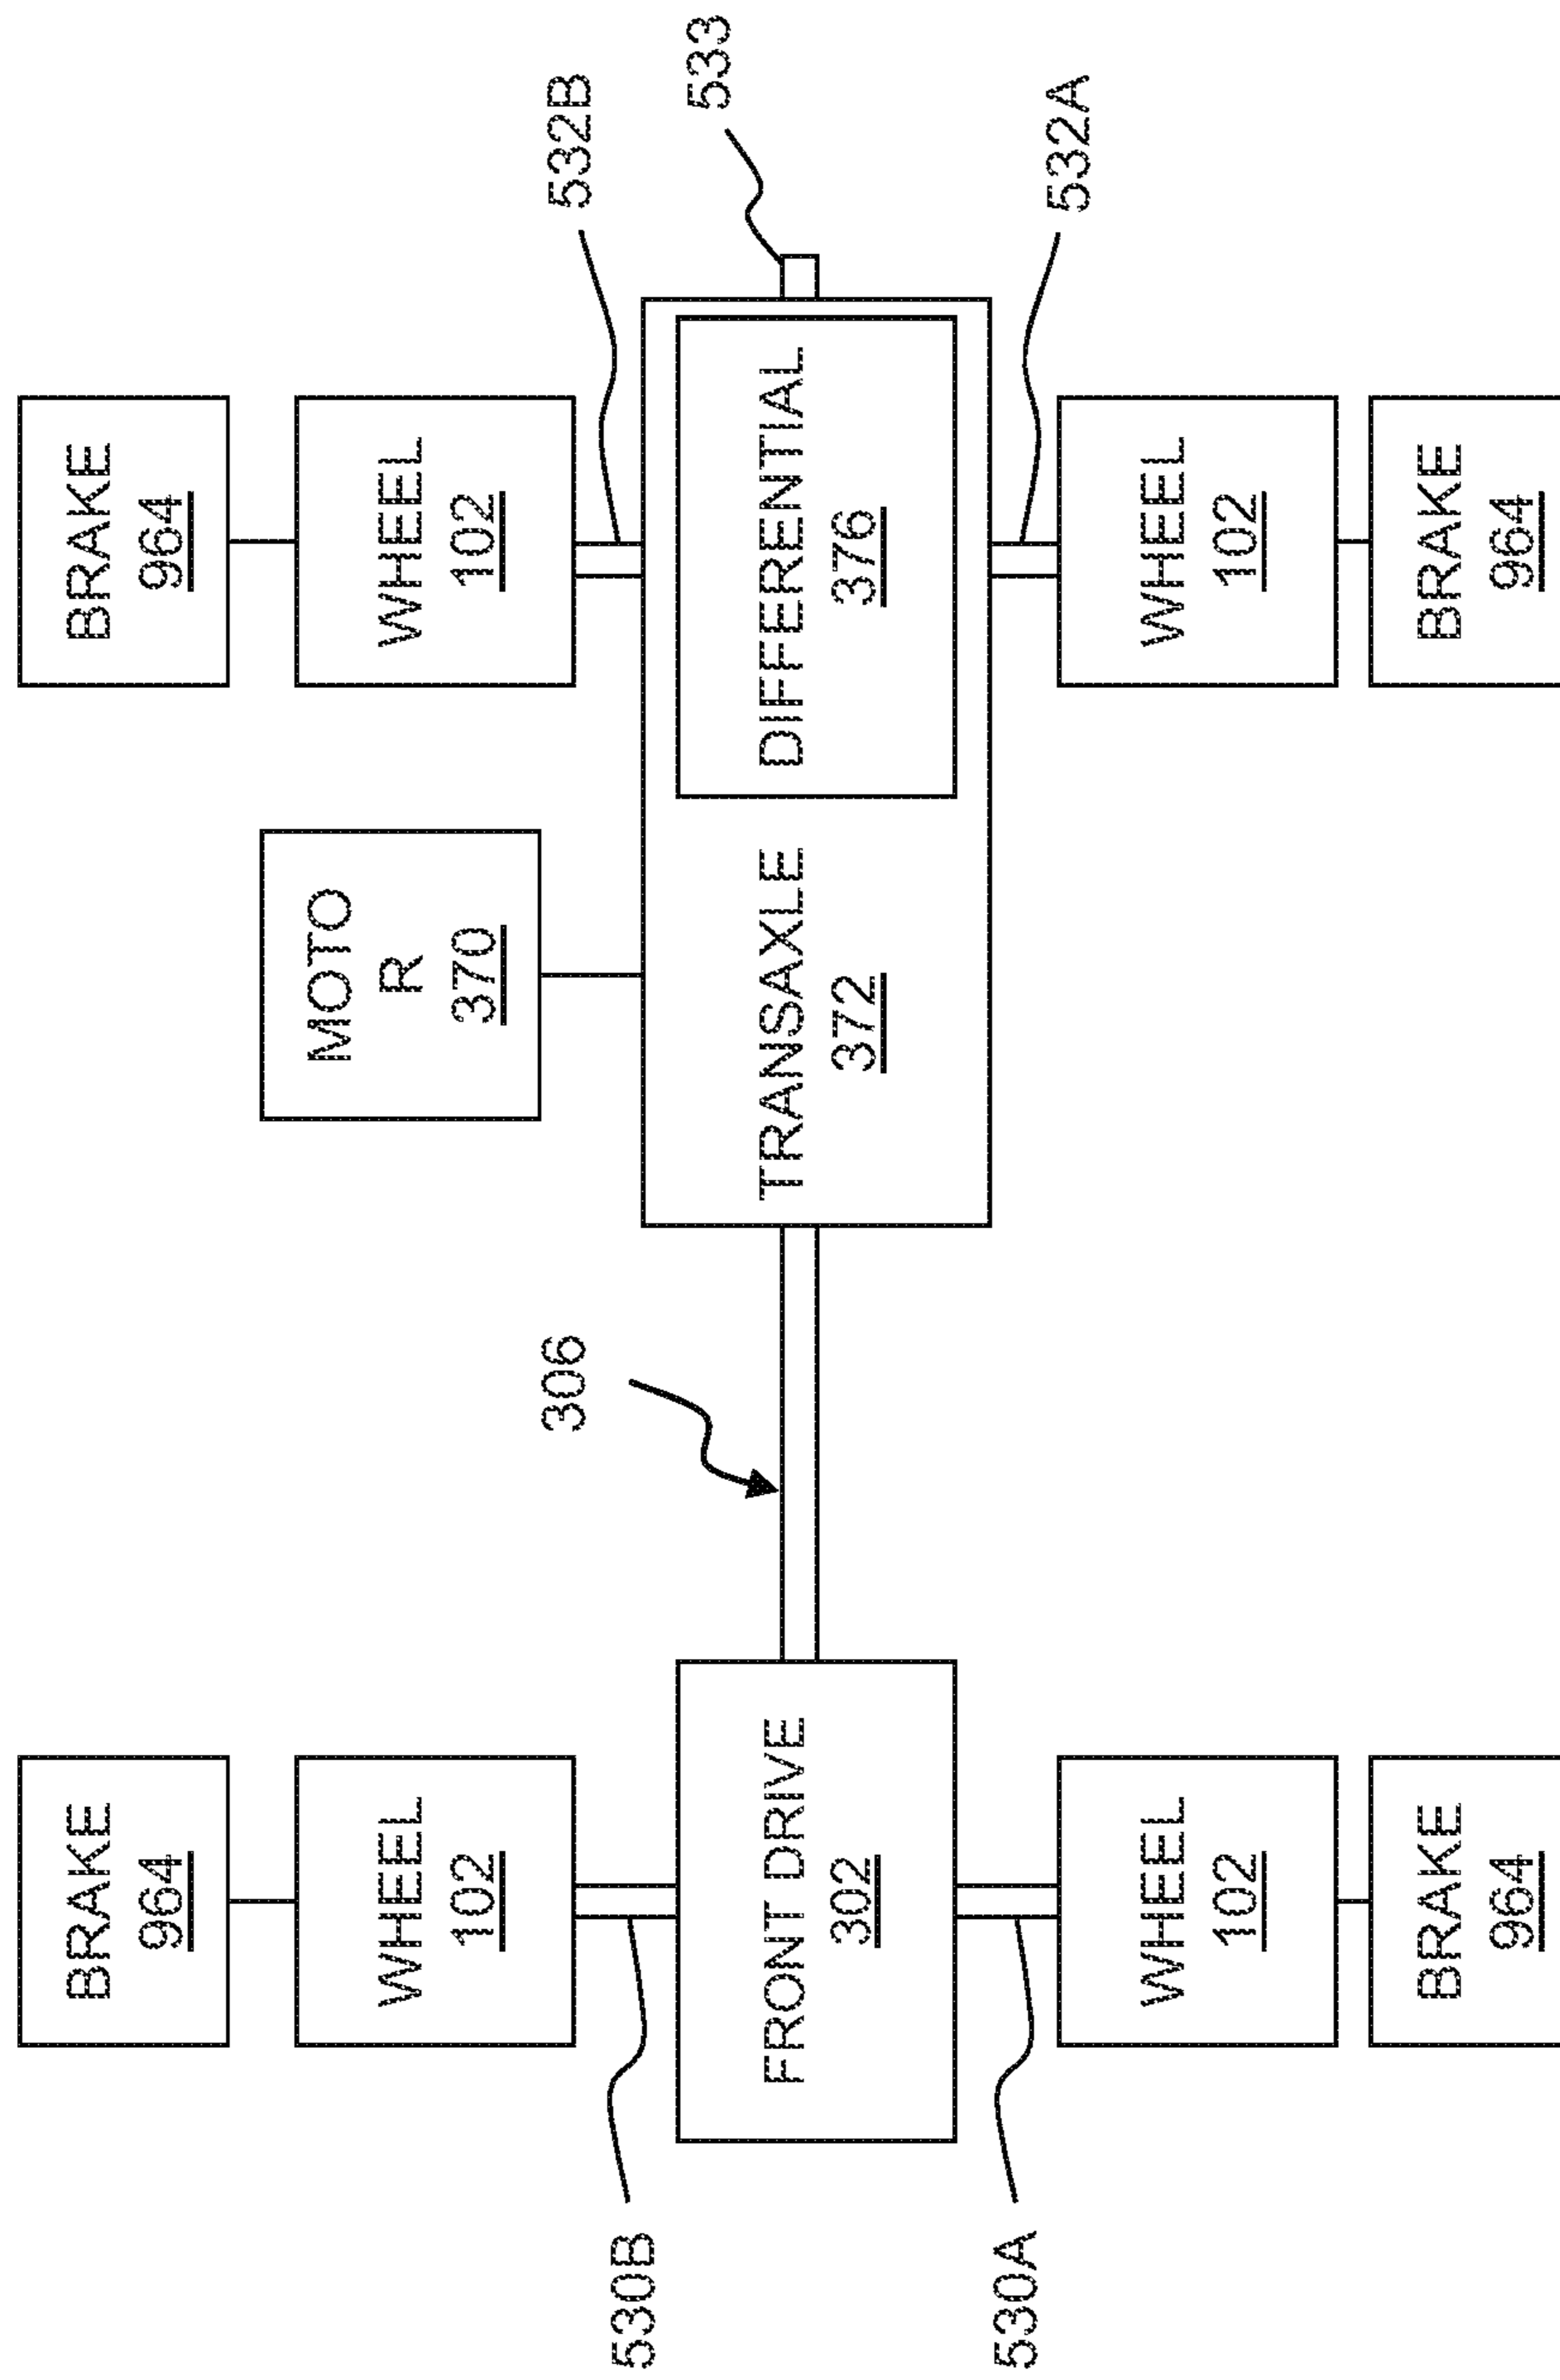 BRAKE
964
BRAKE
964
WHEEL
102
MOTO
R
370
WHEEL
102
530B
306
532B
533
FRONT DRIVE
302
TRANSAXLE
372
DIFFERENTIAL
376
530A
532A
WHEEL
102
WHEEL
102
BRAKE
964
BRAKE
964